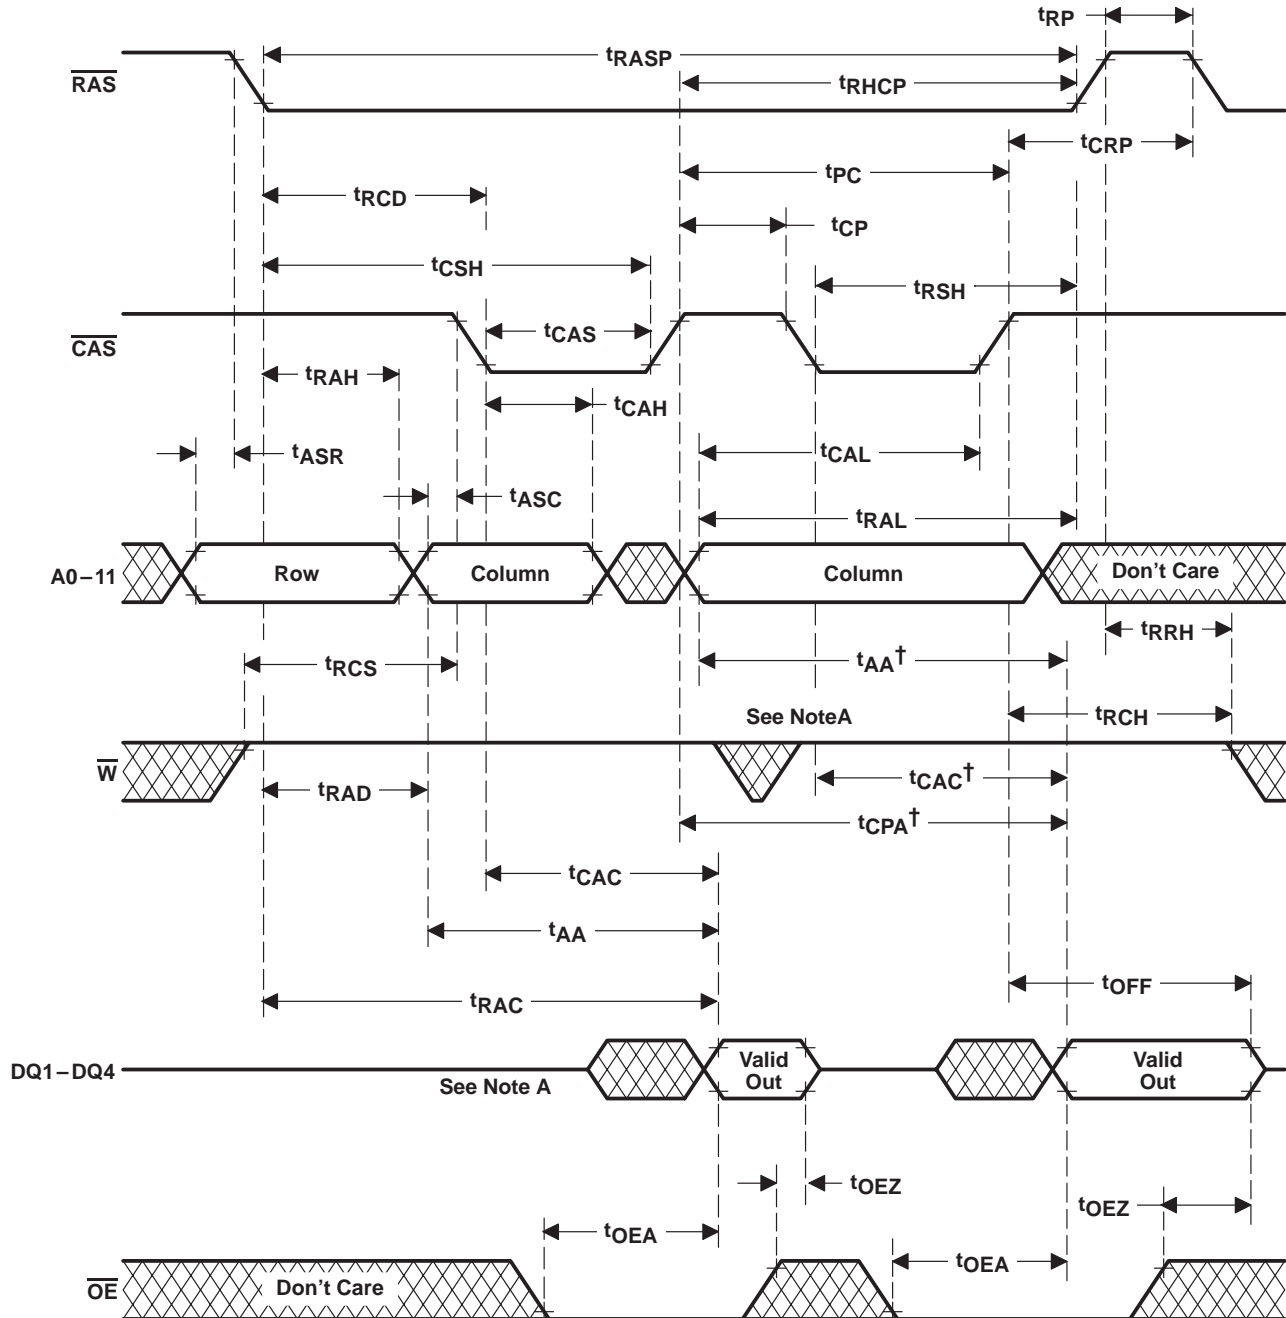 tRP
tRASP
RAS
tRHCP
tCRP
tPC
tRCD
tCP
tCSH
tRSH
tCAS
CAS
tRAH
tCAH
tASR
tCAL
tASC
tRAL
A0–11
Row
Column
Column
Don't Care
tRRH
tRCS
tAA†
See NoteA
tRCH
W
tCAC†
tRAD
tCPA†
tCAC
tAA
tOFF
tRAC
DQ1–DQ4
See Note A
Valid
Out
Valid
Out
tOEZ
tOEZ
tOEA
tOEA
OE
Don't Care